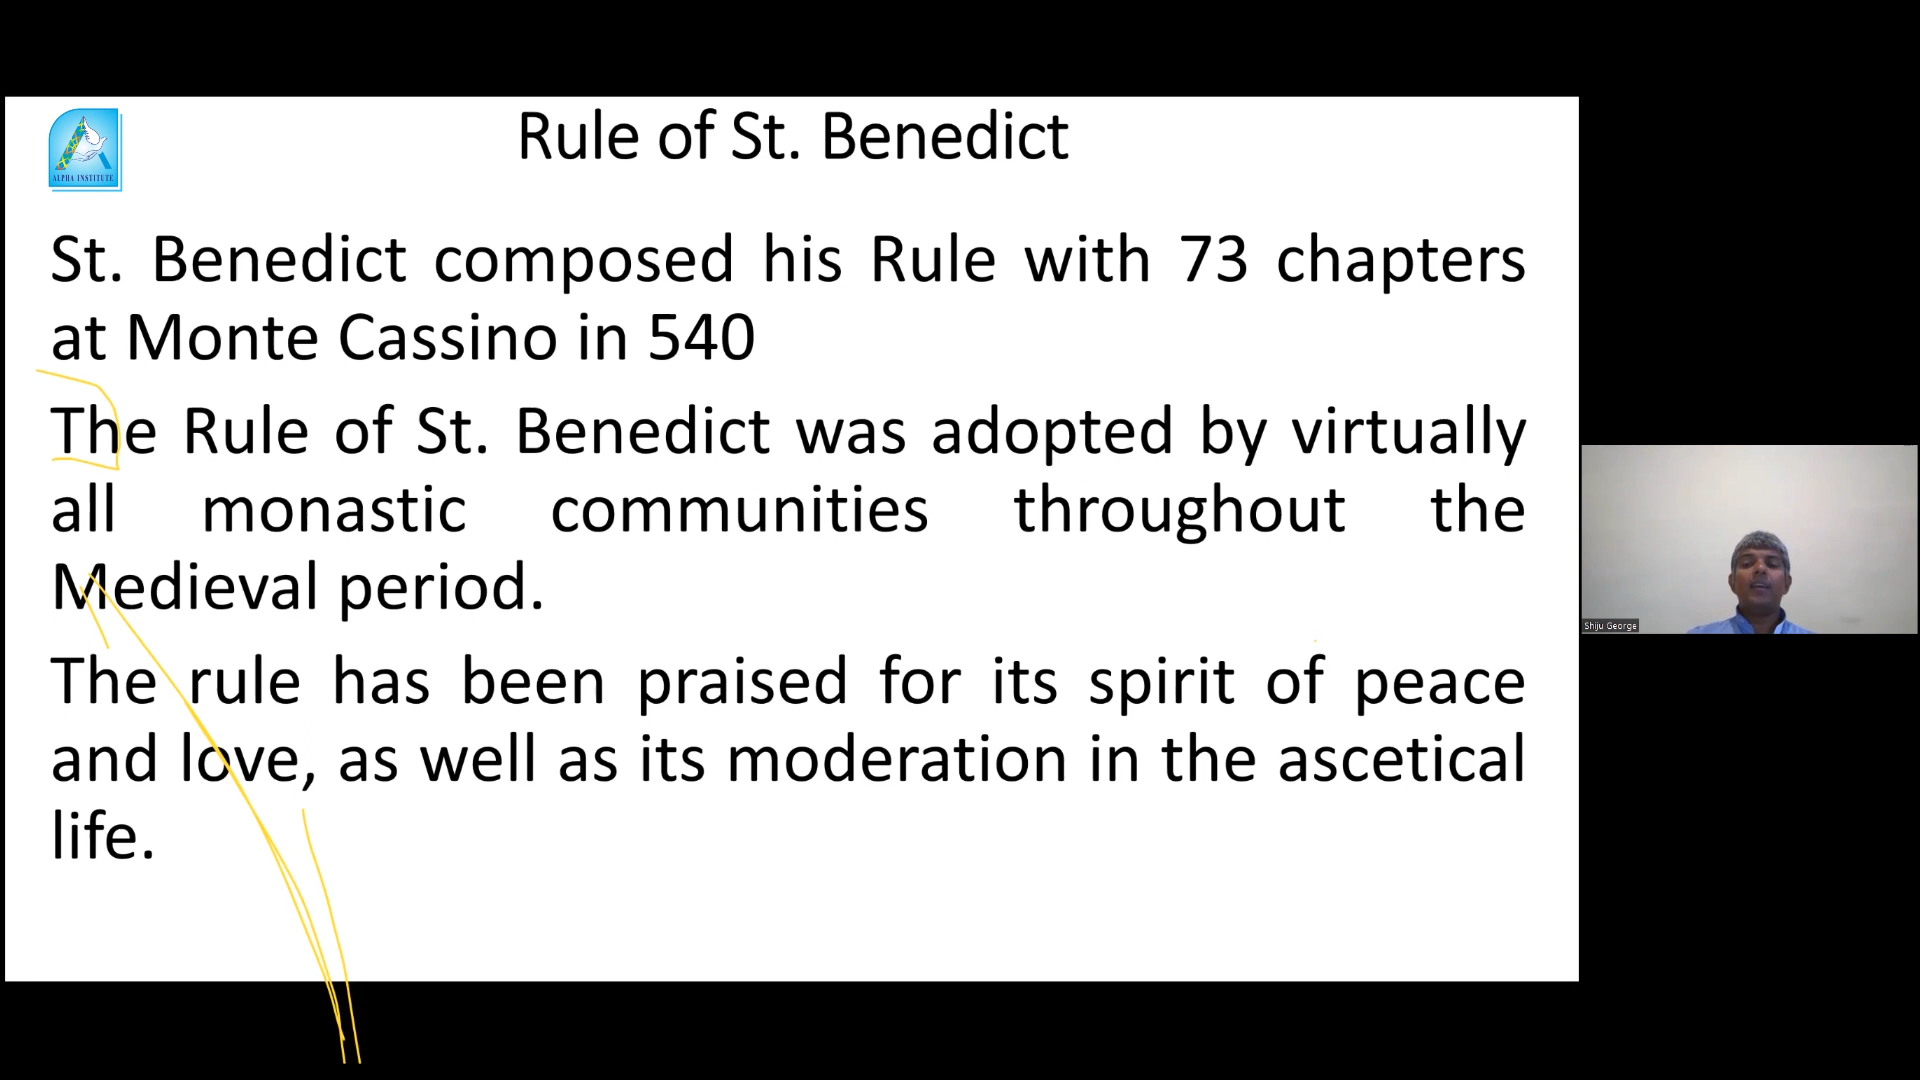 Rule of St. Benedict
ALPHA INSTITUTE
St. Benedict composed his Rule with 73 chapters
at Monte Cassino in 540
The Rule of St. Benedict was adopted by virtually
all monastic communities throughout the
Medieval period.
The rule has been praised for its spirit of peace
and love, as well as its moderation in the ascetical
life.
Shiju George